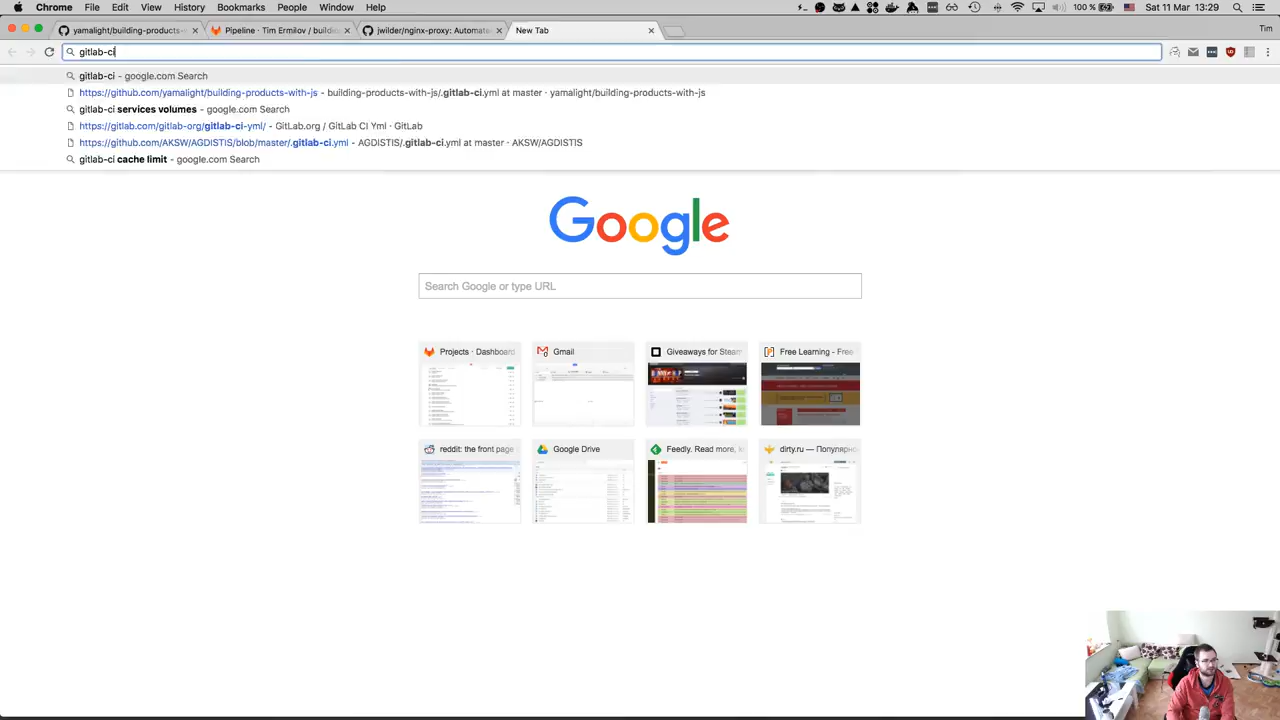 Chrome File Edit View History Bookmarks People Window Help 100 % Sat 11 Mar 13:29
yamalight/building-products- Pipeline · Tim Ermilov / buildi jwilder/nginx-proxy: Automate New Tab Tim
gitlab-ci
gitlab-ci – google.com Search
https://github.com/yamalight/building-products-with-js - building-products-with-js/.gitlab-ci.yml at master · yamalight/building-products-with-js
gitlab-ci services volumes – google.com Search
https://gitlab.com/gitlab-org/gitlab-ci-yml/ - GitLab.org / GitLab CI Yml · GitLab
https://github.com/AKSW/AGDISTIS/blob/master/.gitlab-ci.yml - AGDISTIS/.gitlab-ci.yml at master · AKSW/AGDISTIS
gitlab-ci cache limit – google.com Search
Google
Search Google or type URL
Projects · Dashboard Gmail Giveaways for Steam Free Learning - Free
reddit: the front page Google Drive Feedly. Read more, k dirty.ru — Популярно